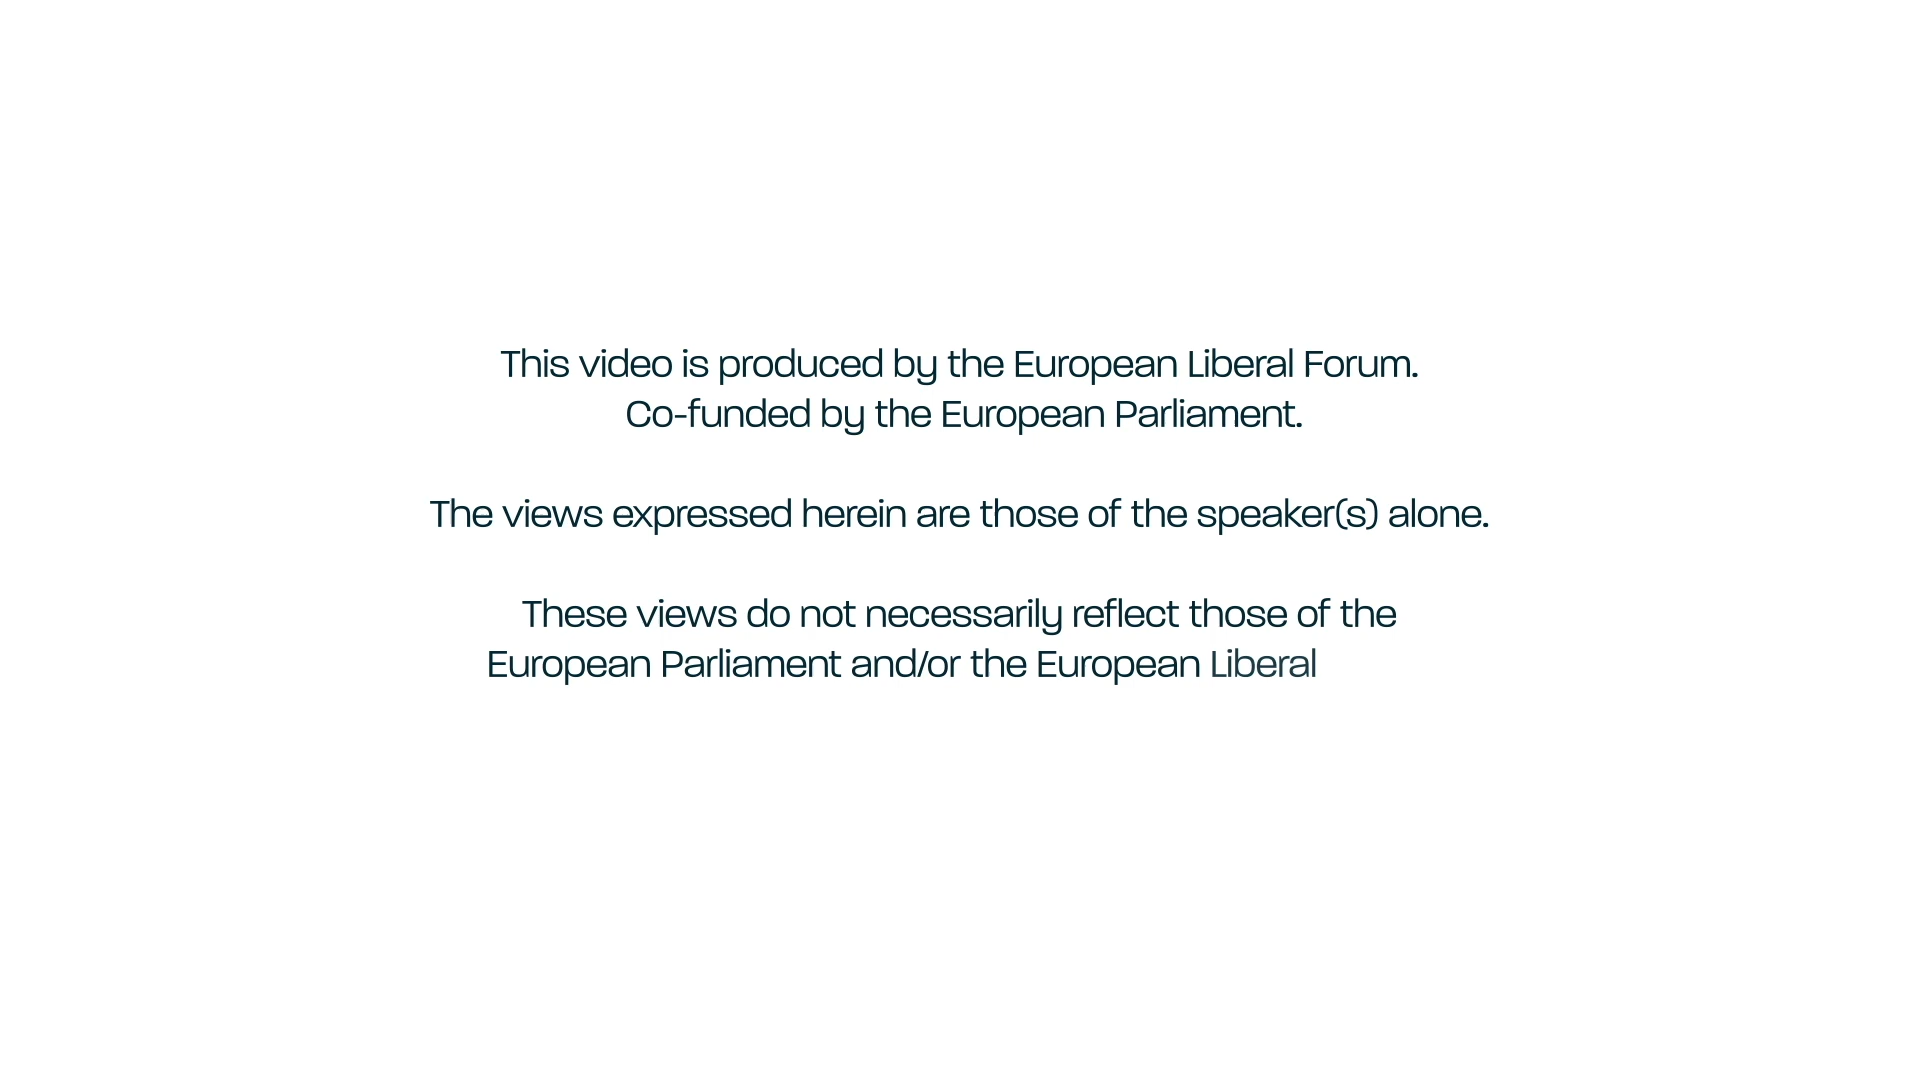 This video is produced by the European Liberal Forum.
Co-funded by the European Parliament.
The views expressed herein are those of the speaker(s) alone.
These views do not necessarily reflect those of the
European Parliament and/or the European Liberal